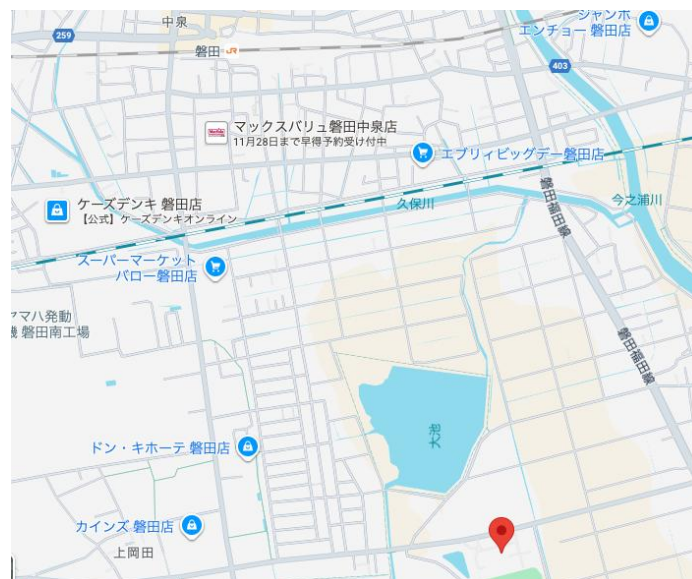 ジャンボ
エンチョー 磐田店
中泉
259
磐田
JR
403
マックスバリュ磐田中泉店
11月28日まで早得予約受け付中
エブリィビッグデー磐田店
ケーズデンキ 磐田店
【公式】ケーズデンキオンライン
久保川
磐田福田線
今之浦川
スーパーマーケット
バロー磐田店
ヤマハ発動
機 磐田南工場
磐田福田線
大池
ドン・キホーテ 磐田店
カインズ 磐田店
上岡田